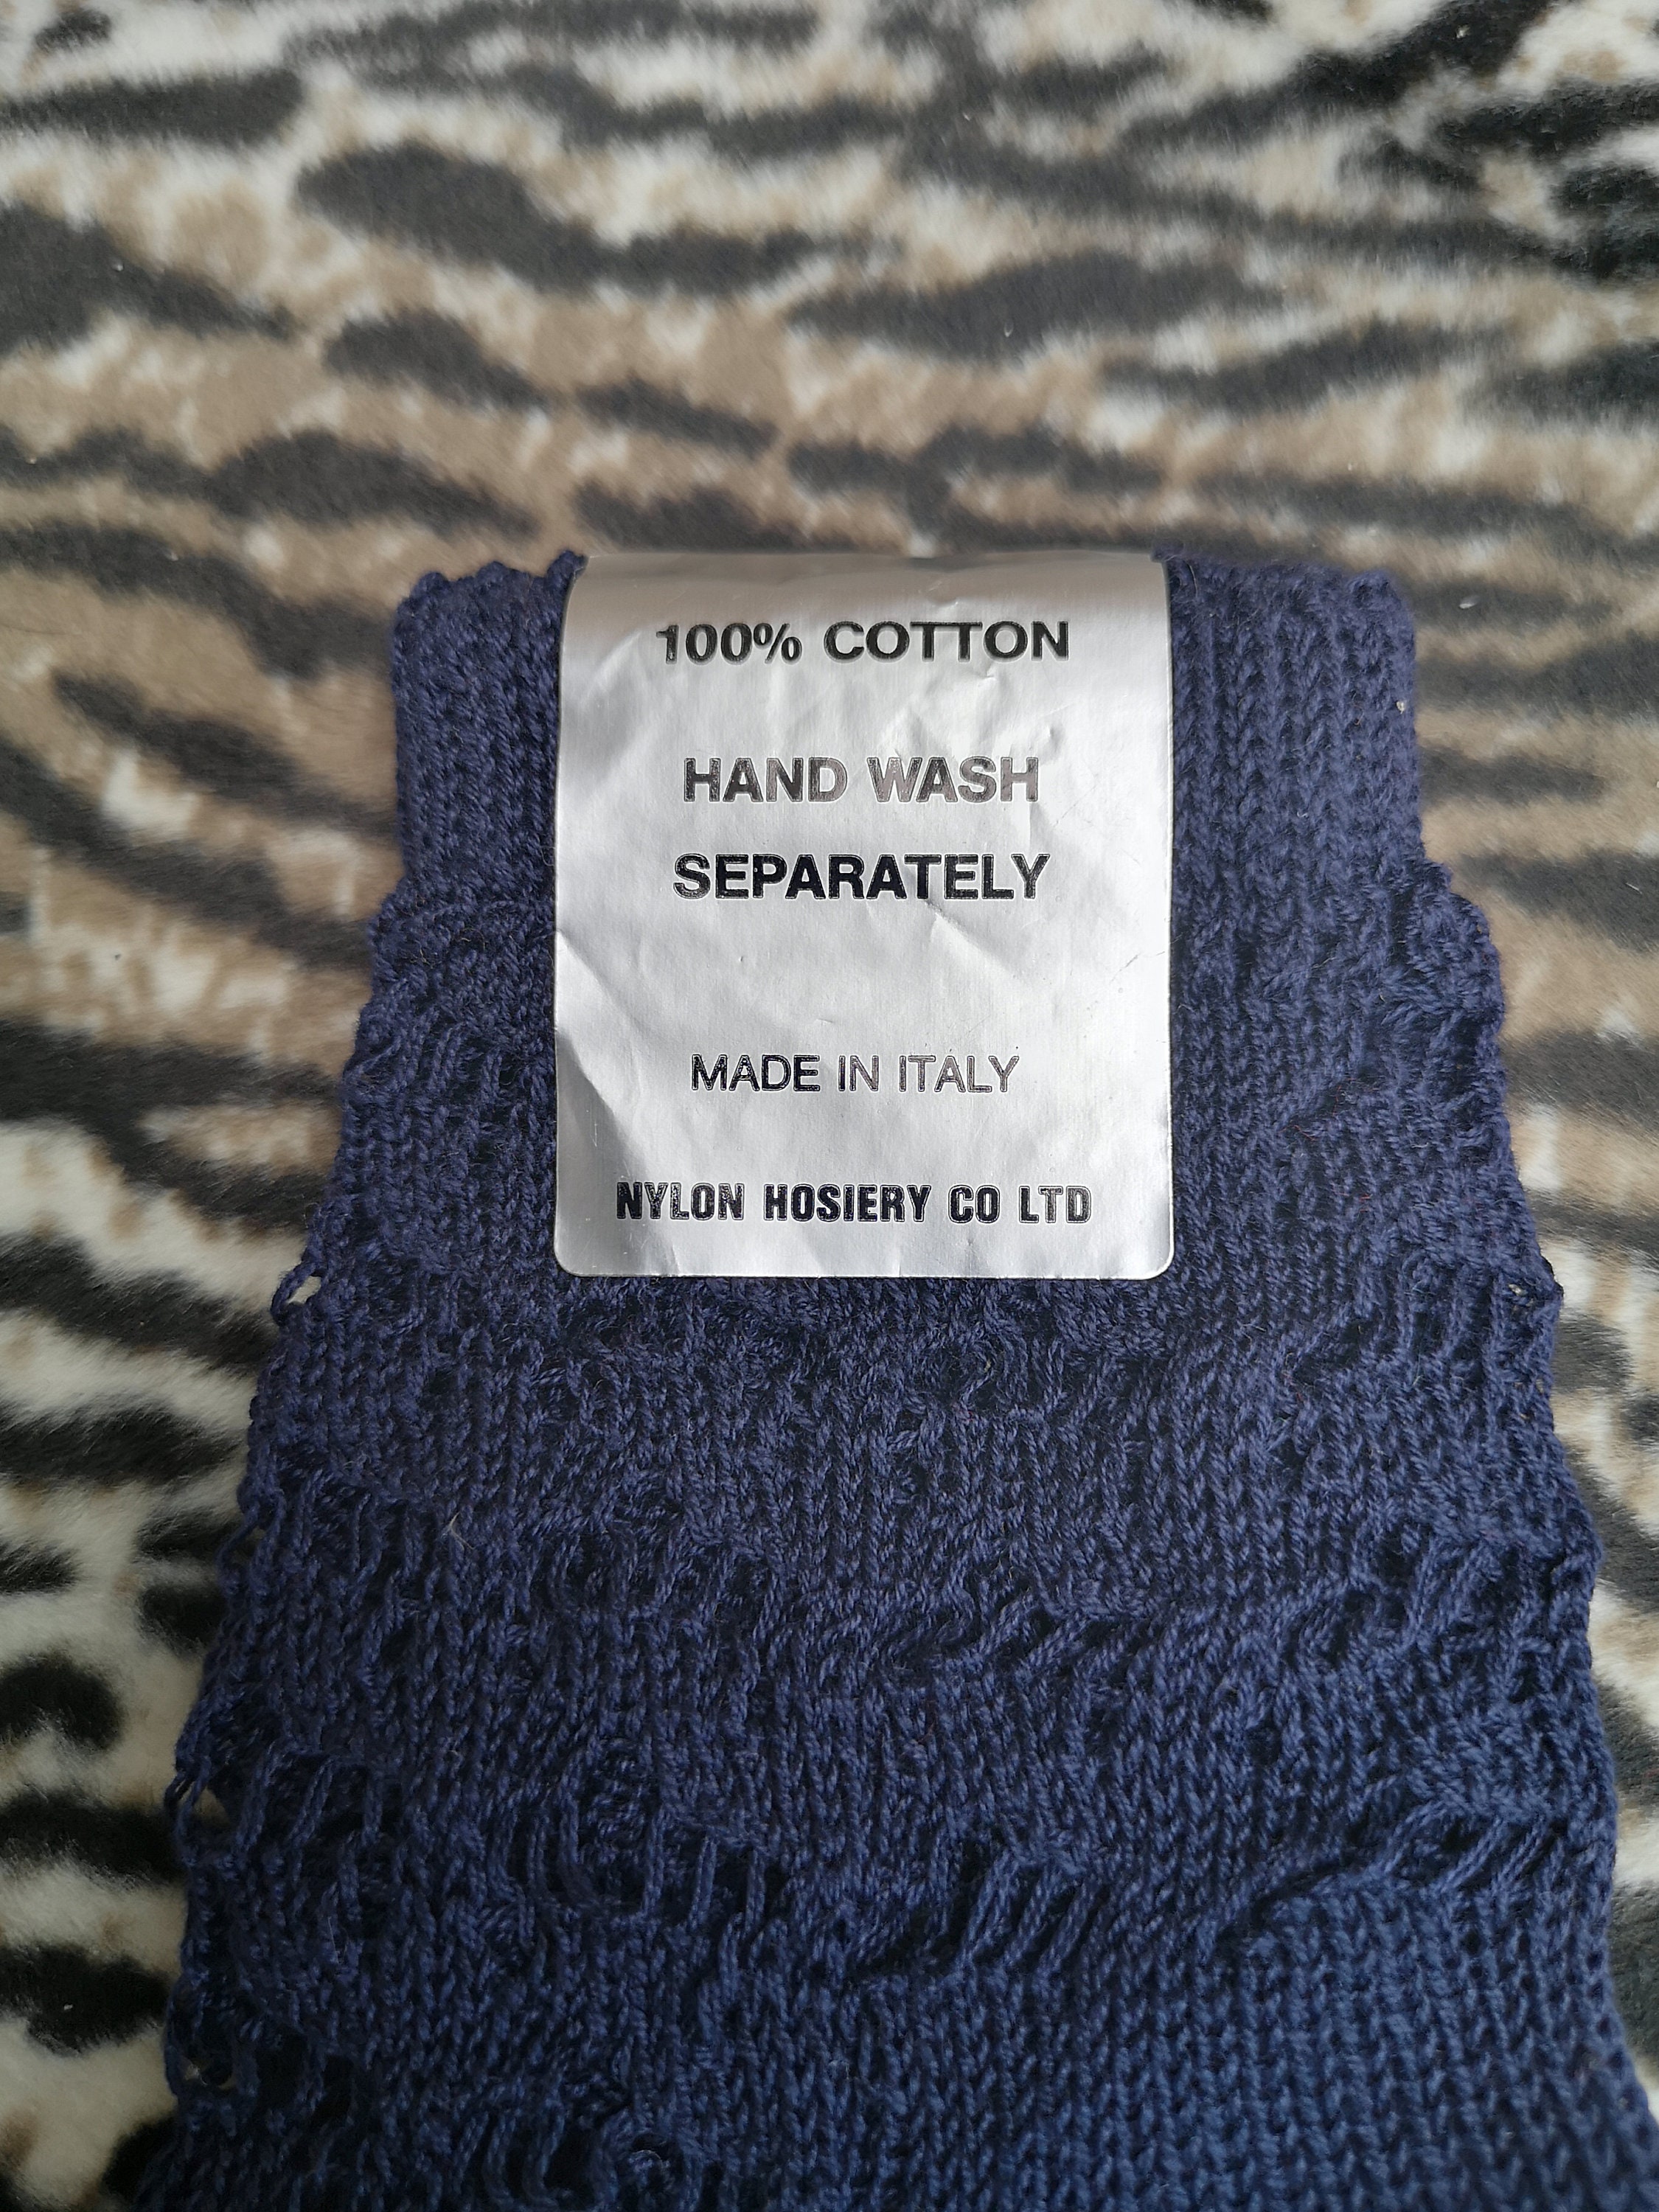 100% COTTON
HAND WASH
SEPARATELY
MADE IN ITALY
NYLON HOSIERY CO LTD